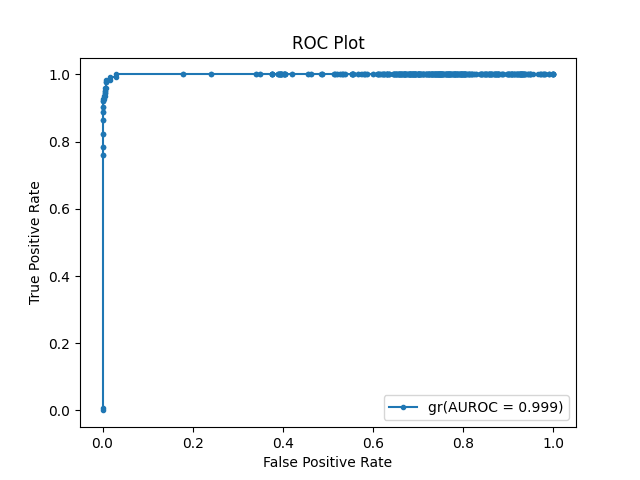 ROC Plot
1.0
0.8
0.6
0.4
0.2
0.0
True Positive Rate
0.0 0.2 0.4 0.6 0.8 1.0
False Positive Rate
gr(AUROC = 0.999)